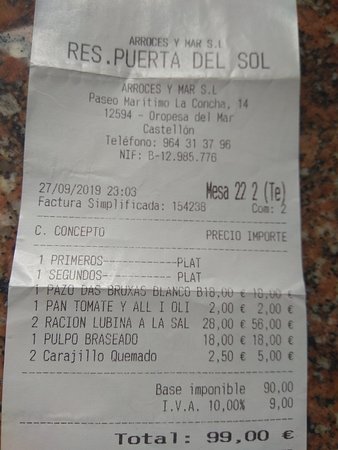 ARROCES Y MAR S.L
RES.PUERTA DEL SOL
ARROCES Y MAR S.L
Paseo Marítimo La Concha, 14
12594 - Oropesa del Mar
Castellón
Teléfono: 964 31 37 96
NIF: B-12.985.776
27/09/2019 23:03 Mesa 22 2 (Te)
Factura Simplificada: 154238 Com: 2
C. CONCEPTO PRECIO IMPORTE
1 PRIMEROS------------PLAT
1 SEGUNDOS------------PLAT
1 PAZO DAS BRUXAS BLANCO B18,00 € 18,00 €
1 PAN TOMATE Y ALL I OLI 2,00 € 2,00 €
2 RACION LUBINA A LA SAL 28,00 € 56,00 €
1 PULPO BRASEADO 18,00 € 18,00 €
2 Carajillo Quemado 2,50 € 5,00 €
Base imponible 90,00
I.V.A. 10,00% 9,00
Total: 99,00 €